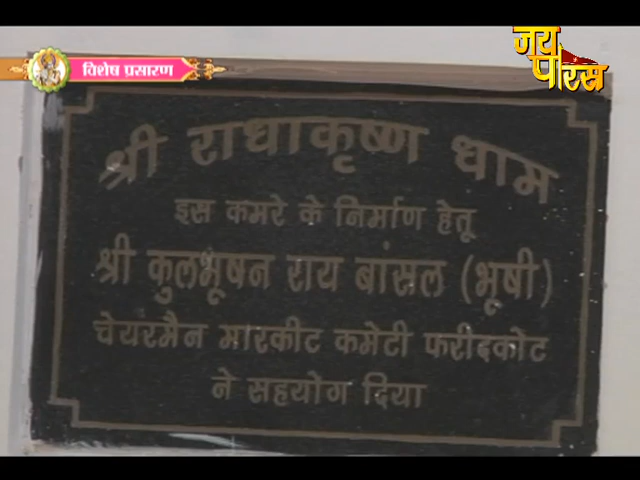 विशेष प्रसारण
जय
पारस
श्री राधाकृष्ण धाम
इस कमरे के निर्माण हेतू
श्री कुलभूषन राय बांसल (भूषी)
चेयरमैन मारकीट कमेटी फरीदकोट
ने सहयोग दिया